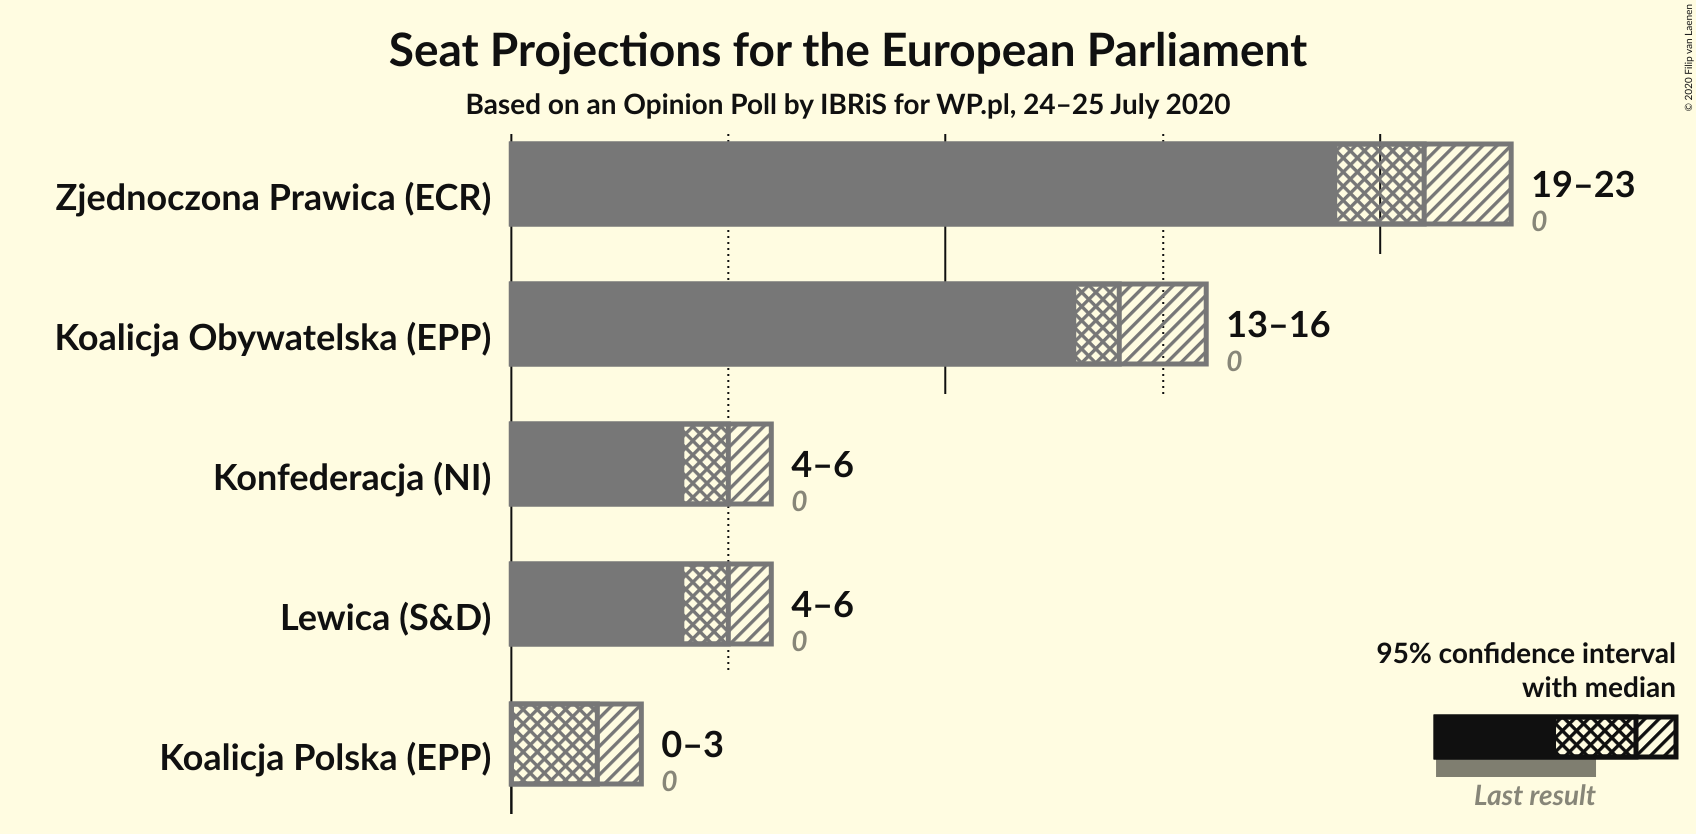 Seat Projections for the European Parliament
Based on an Opinion Poll by IBRiS for WP.pl, 24–25 July 2020
© 2020 Filip van Laenen
Zjednoczona Prawica (ECR)
19–23
0
Koalicja Obywatelska (EPP)
13–16
0
Konfederacja (NI)
4–6
0
Lewica (S&D)
4–6
0
Koalicja Polska (EPP)
0–3
0
95% confidence interval
with median
Last result